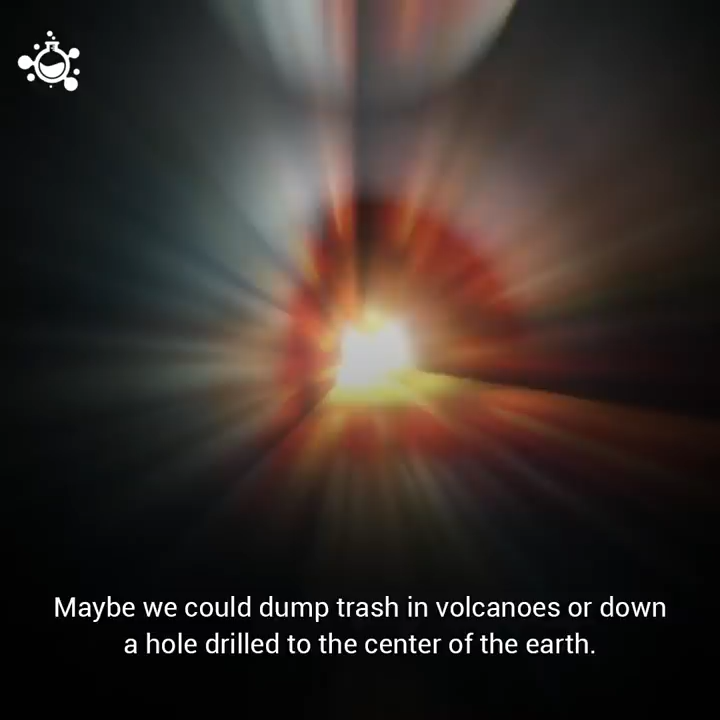 Maybe we could dump trash in volcanoes or down
a hole drilled to the center of the earth.